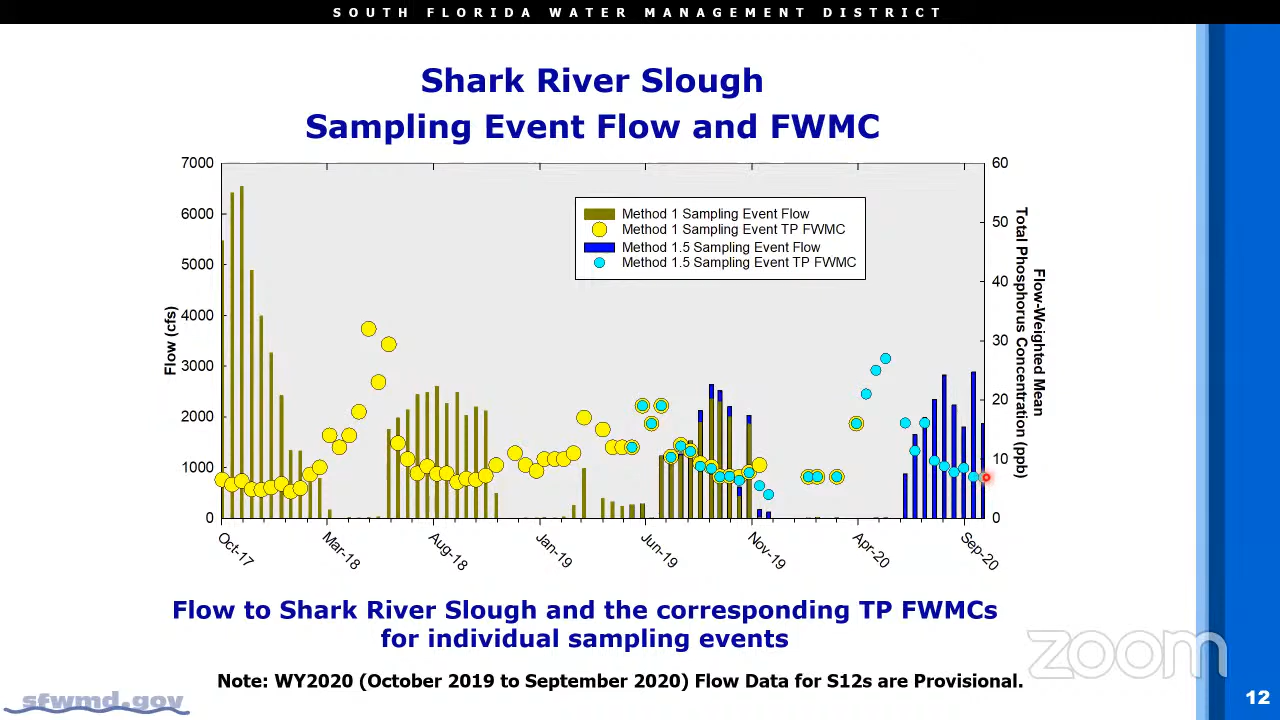 SOUTH FLORIDA WATER MANAGEMENT DISTRICT
Shark River Slough
Sampling Event Flow and FWMC
7000
6000
5000
4000
3000
2000
1000
0
Flow (cfs)
Method 1 Sampling Event Flow
Method 1 Sampling Event TP FWMC
Method 1.5 Sampling Event Flow
Method 1.5 Sampling Event TP FWMC
60
50
40
30
20
10
0
Flow-Weighted Mean
Total Phosphorus Concentration (ppb)
Oct-17
Mar-18
Aug-18
Jan-19
Jun-19
Nov-19
Apr-20
Sep-20
Flow to Shark River Slough and the corresponding TP FWMCs
for individual sampling events
zoom
Note: WY2020 (October 2019 to September 2020) Flow Data for S12s are Provisional.
sfwmd.gov
12